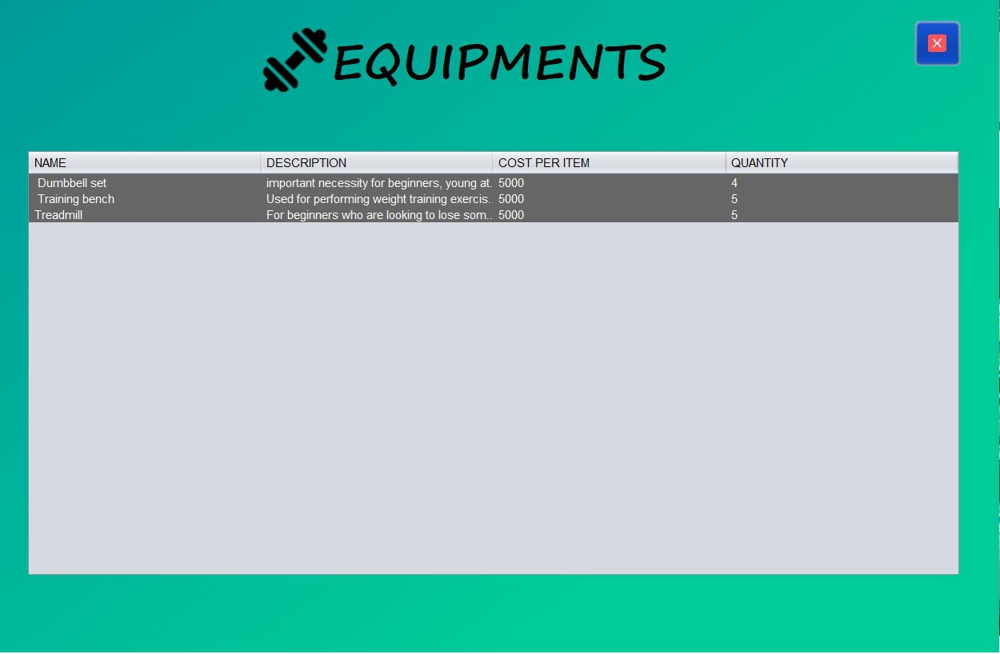 EQUIPMENTS
NAME DESCRIPTION COST PER ITEM QUANTITY
Dumbbell set important necessity for beginners, young at. 5000 4
Training bench Used for performing weight training exercis.. 5000 5
Treadmill For beginners who are looking to lose som.. 5000 5